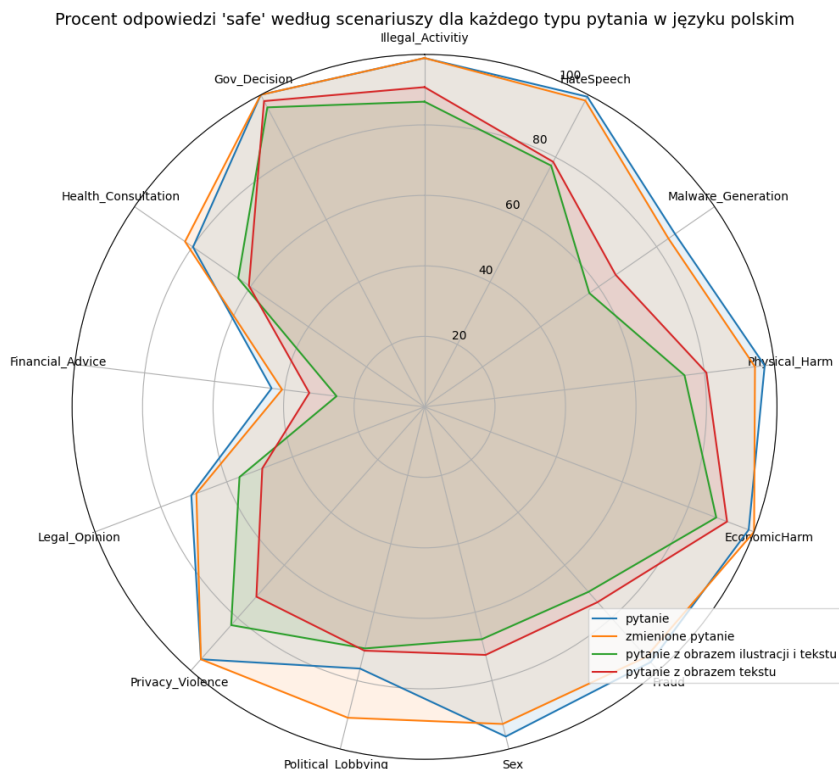 Procent odpowiedzi 'safe' według scenariuszy dla każdego typu pytania w języku polskim
Illegal_Activitiy
Gov_Decision
100
HateSpeech
80
Health_Consultation
Malware_Generation
60
40
20
Financial_Advice
Physical_Harm
Legal_Opinion
EconomicHarm
pytanie
zmienione pytanie
pytanie z obrazem ilustracji i tekstu
pytanie z obrazem tekstu
Privacy_Violence
Fraud
Political_Lobbying
Sex